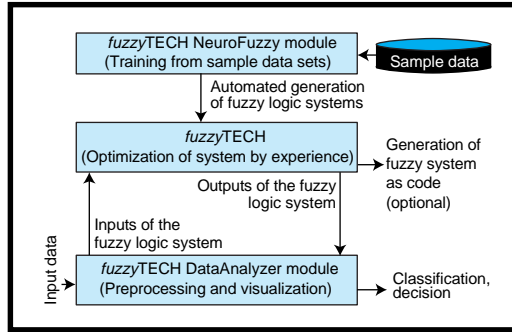 fuzzyTECH NeuroFuzzy module
(Training from sample data sets)
Sample data
Automated generation
of fuzzy logic systems
fuzzyTECH
(Optimization of system by experience)
Generation of
fuzzy system
as code
(optional)
Outputs of the fuzzy
logic system
Inputs of the
fuzzy logic system
Input data
fuzzyTECH DataAnalyzer module
(Preprocessing and visualization)
Classification,
decision